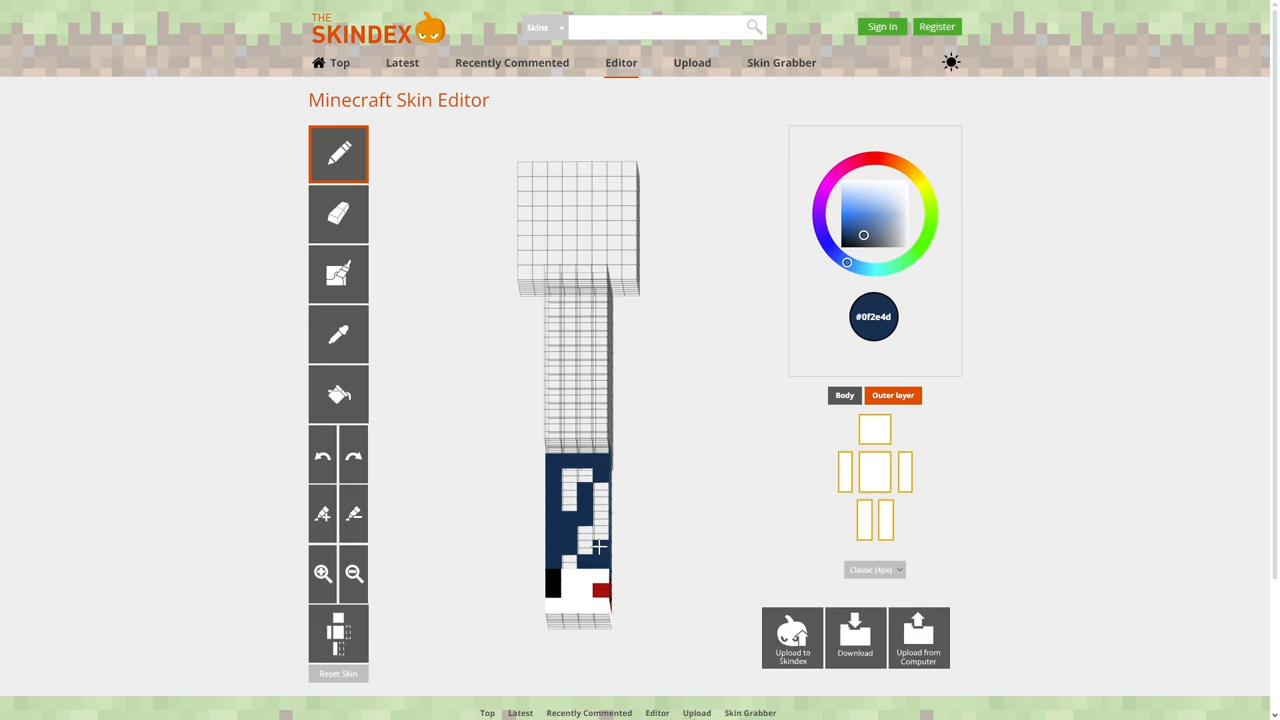 THE
SKINDEX
Skins
Sign In
Register
Top
Latest
Recently Commented
Editor
Upload
Skin Grabber
Minecraft Skin Editor
#0f2e4d
Body
Outer layer
Classic (4px)
Upload to
Skindex
Download
Upload from
Computer
Reset Skin
Top
Latest
Recently Commented
Editor
Upload
Skin Grabber